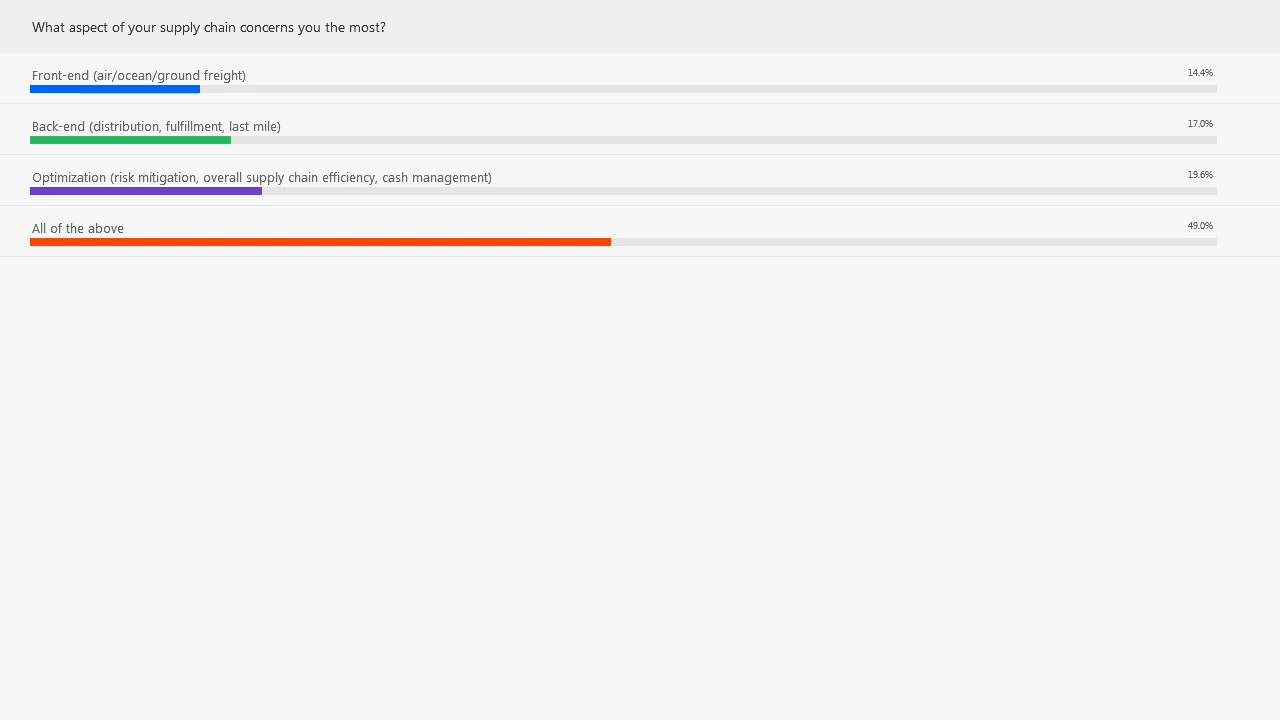 What aspect of your supply chain concerns you the most?
Front-end (air/ocean/ground freight)
14.4%
Back-end (distribution, fulfillment, last mile)
17.0%
Optimization (risk mitigation, overall supply chain efficiency, cash management)
19.6%
All of the above
49.0%